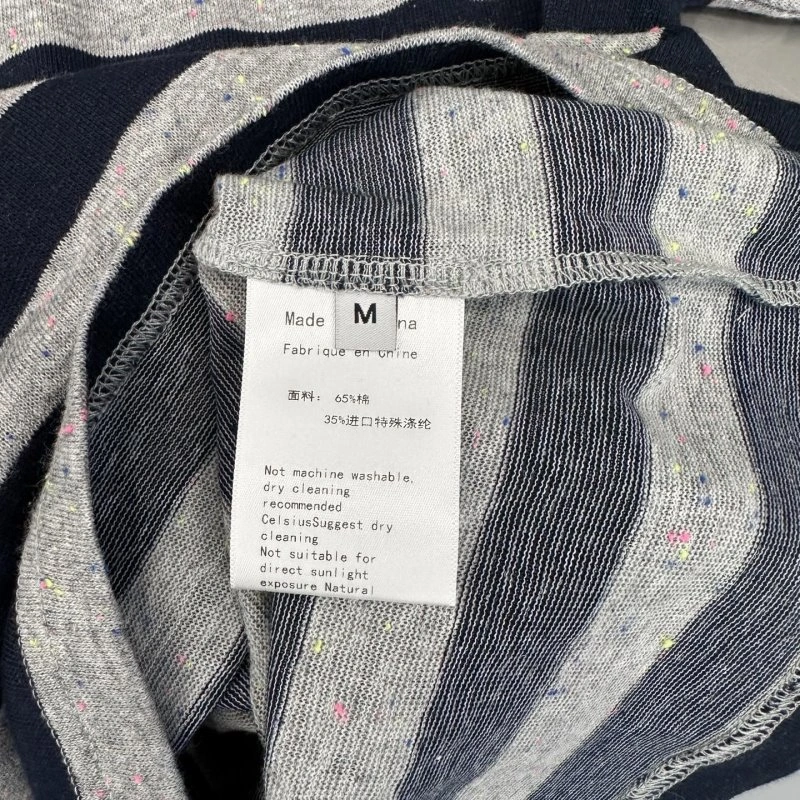 M
Made na
Fabriqué en Chine
面料: 65%棉
35%进口特殊涤纶
Not machine washable,
dry cleaning
recommended
CelsiusSuggest dry
cleaning
Not suitable for
direct sunlight
exposure Natural